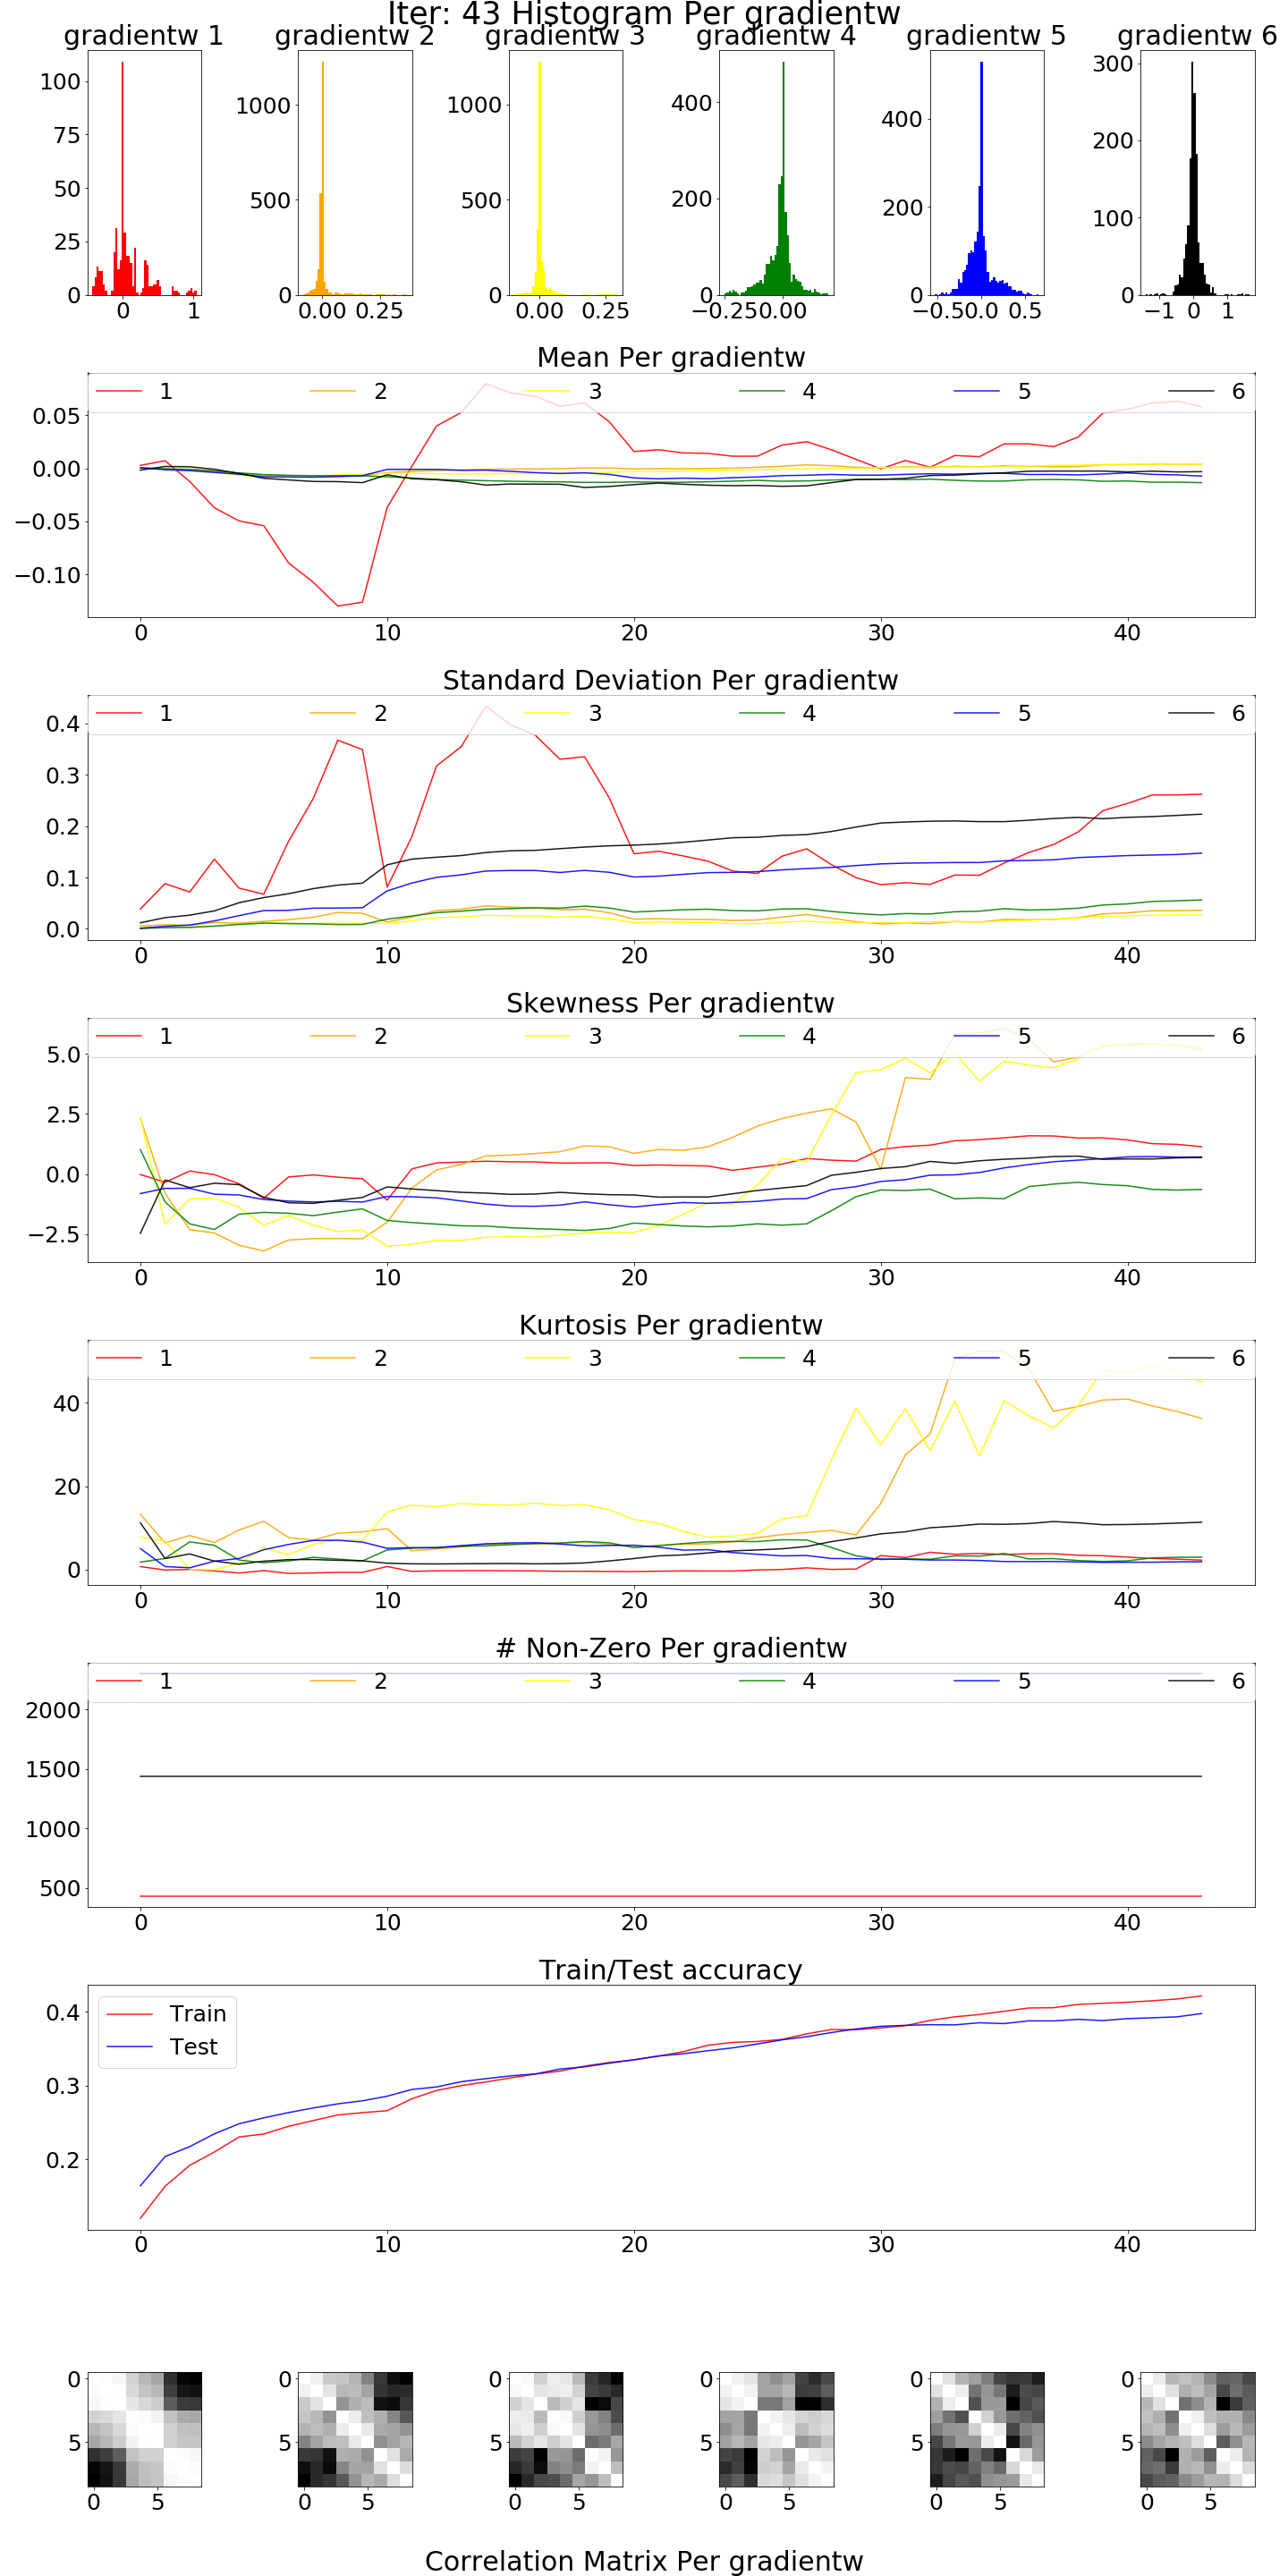 Iter: 43 Histogram Per gradientw
gradientw 1 gradientw 2 gradientw 3 gradientw 4 gradientw 5 gradientw 6
100
75
50
25
0
0 1
1000
500
0
0.00 0.25
1000
500
0
0.00 0.25
400
200
0
−0.25 0.00
400
200
0
−0.5 0.0 0.5
300
200
100
0
−1 0 1
Mean Per gradientw
1 2 3 4 5 6
0.05
0.00
−0.05
−0.10
0 10 20 30 40
Standard Deviation Per gradientw
1 2 3 4 5 6
0.4
0.3
0.2
0.1
0.0
0 10 20 30 40
Skewness Per gradientw
1 2 3 4 5 6
5.0
2.5
0.0
−2.5
0 10 20 30 40
Kurtosis Per gradientw
1 2 3 4 5 6
40
20
0
0 10 20 30 40
# Non-Zero Per gradientw
1 2 3 4 5 6
2000
1500
1000
500
0 10 20 30 40
Train/Test accuracy
Train
Test
0.4
0.3
0.2
0 10 20 30 40
0
5
0 5
0
5
0 5
0
5
0 5
0
5
0 5
0
5
0 5
0
5
0 5
Correlation Matrix Per gradientw